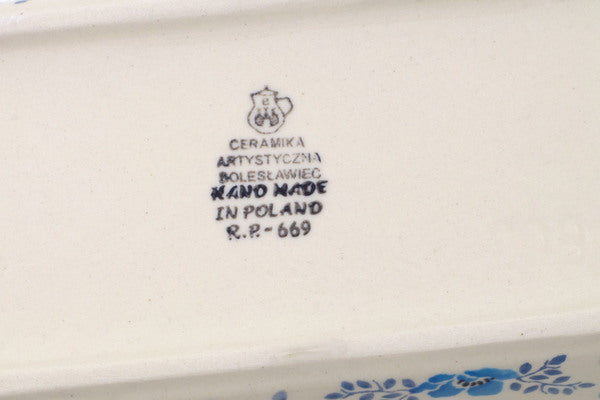 CERAMIKA
ARTYSTYCZNA
BOLESŁAWIEC
HAND MADE
IN POLAND
R.P.-669